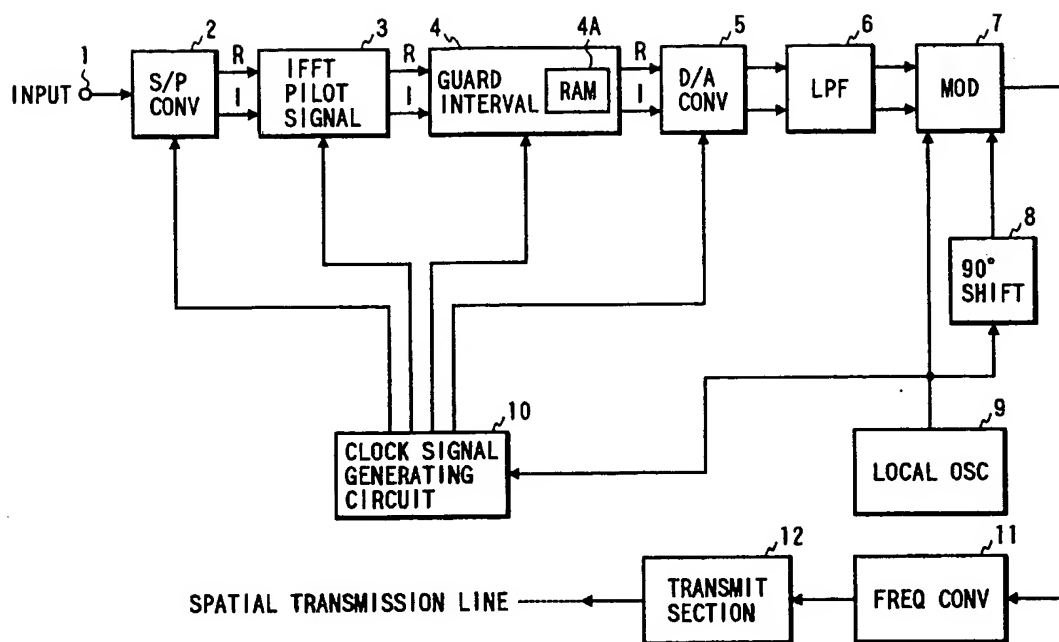 1
INPUT
2
S/P
CONV
R
I
3
IFFT
PILOT
SIGNAL
R
I
4
GUARD
INTERVAL
4A
RAM
R
I
5
D/A
CONV
6
LPF
7
MOD
8
90°
SHIFT
9
LOCAL OSC
10
CLOCK SIGNAL
GENERATING
CIRCUIT
11
FREQ CONV
12
TRANSMIT
SECTION
SPATIAL TRANSMISSION LINE